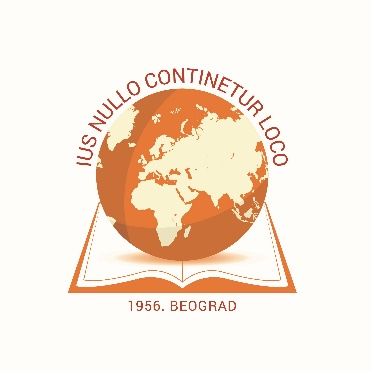 IUS NULLO CONTINETUR LOCO
1956. BEOGRAD